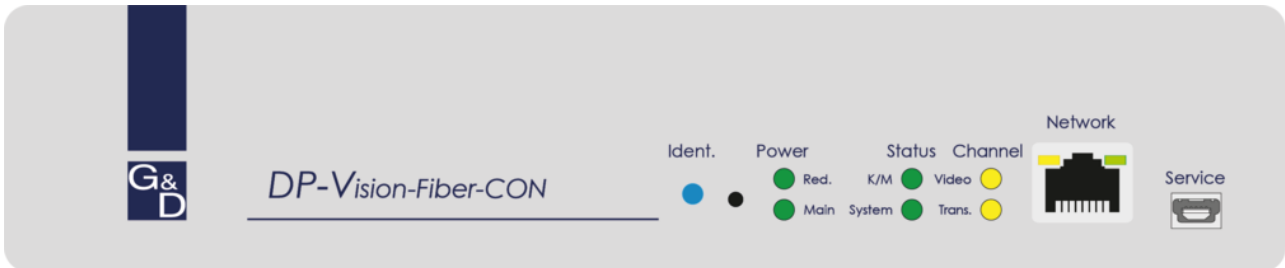 Network
Ident. Power Status Channel
G&D DP-Vision-Fiber-CON Red. K/M Video Service
Main System Trans.